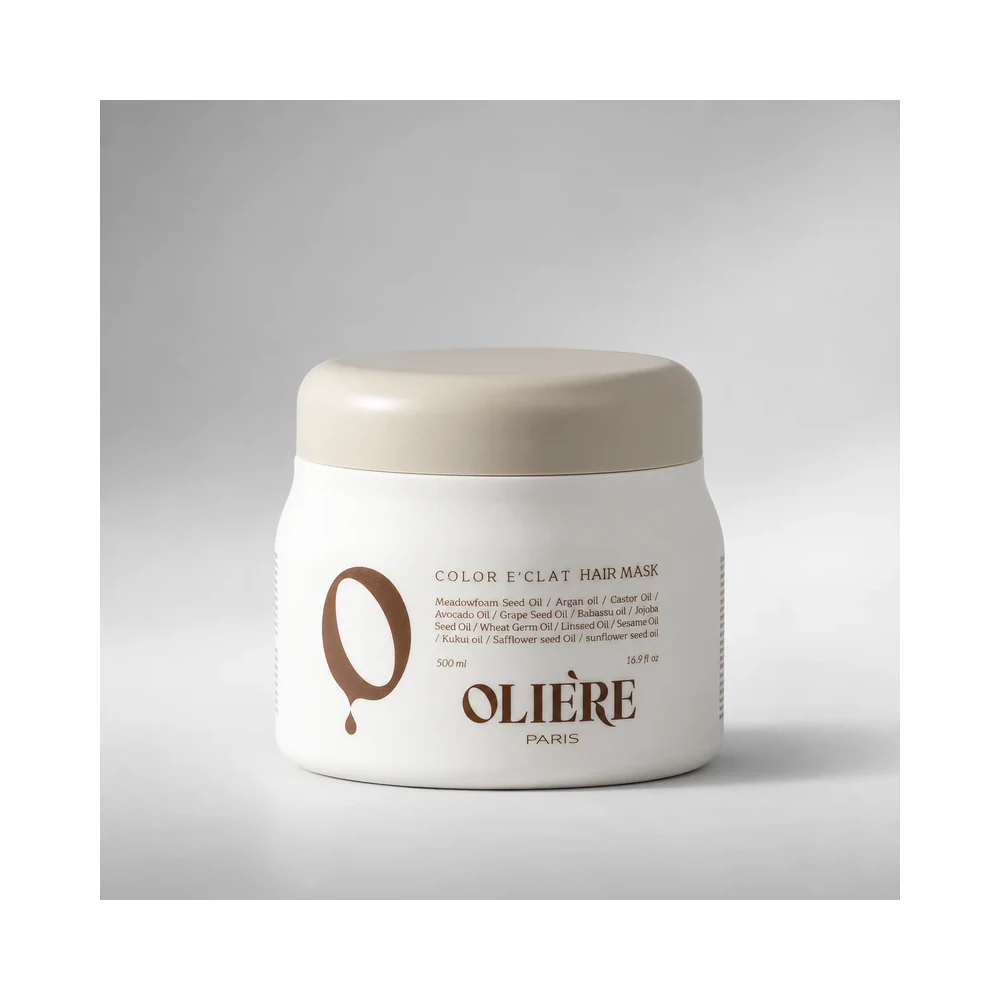 COLOR E'CLAT HAIR MASK
Meadowfoam Seed Oil / Argan oil / Castor Oil /
Avocado Oil / Grape Seed Oil / Babassu oil / Jojoba
Seed Oil / Wheat Germ Oil / Linssed Oil / Sesame Oil
/ Kukui oil / Safflower seed Oil / sunflower seed oil
500 ml 16.9 fl oz
OLIÈRE
PARIS